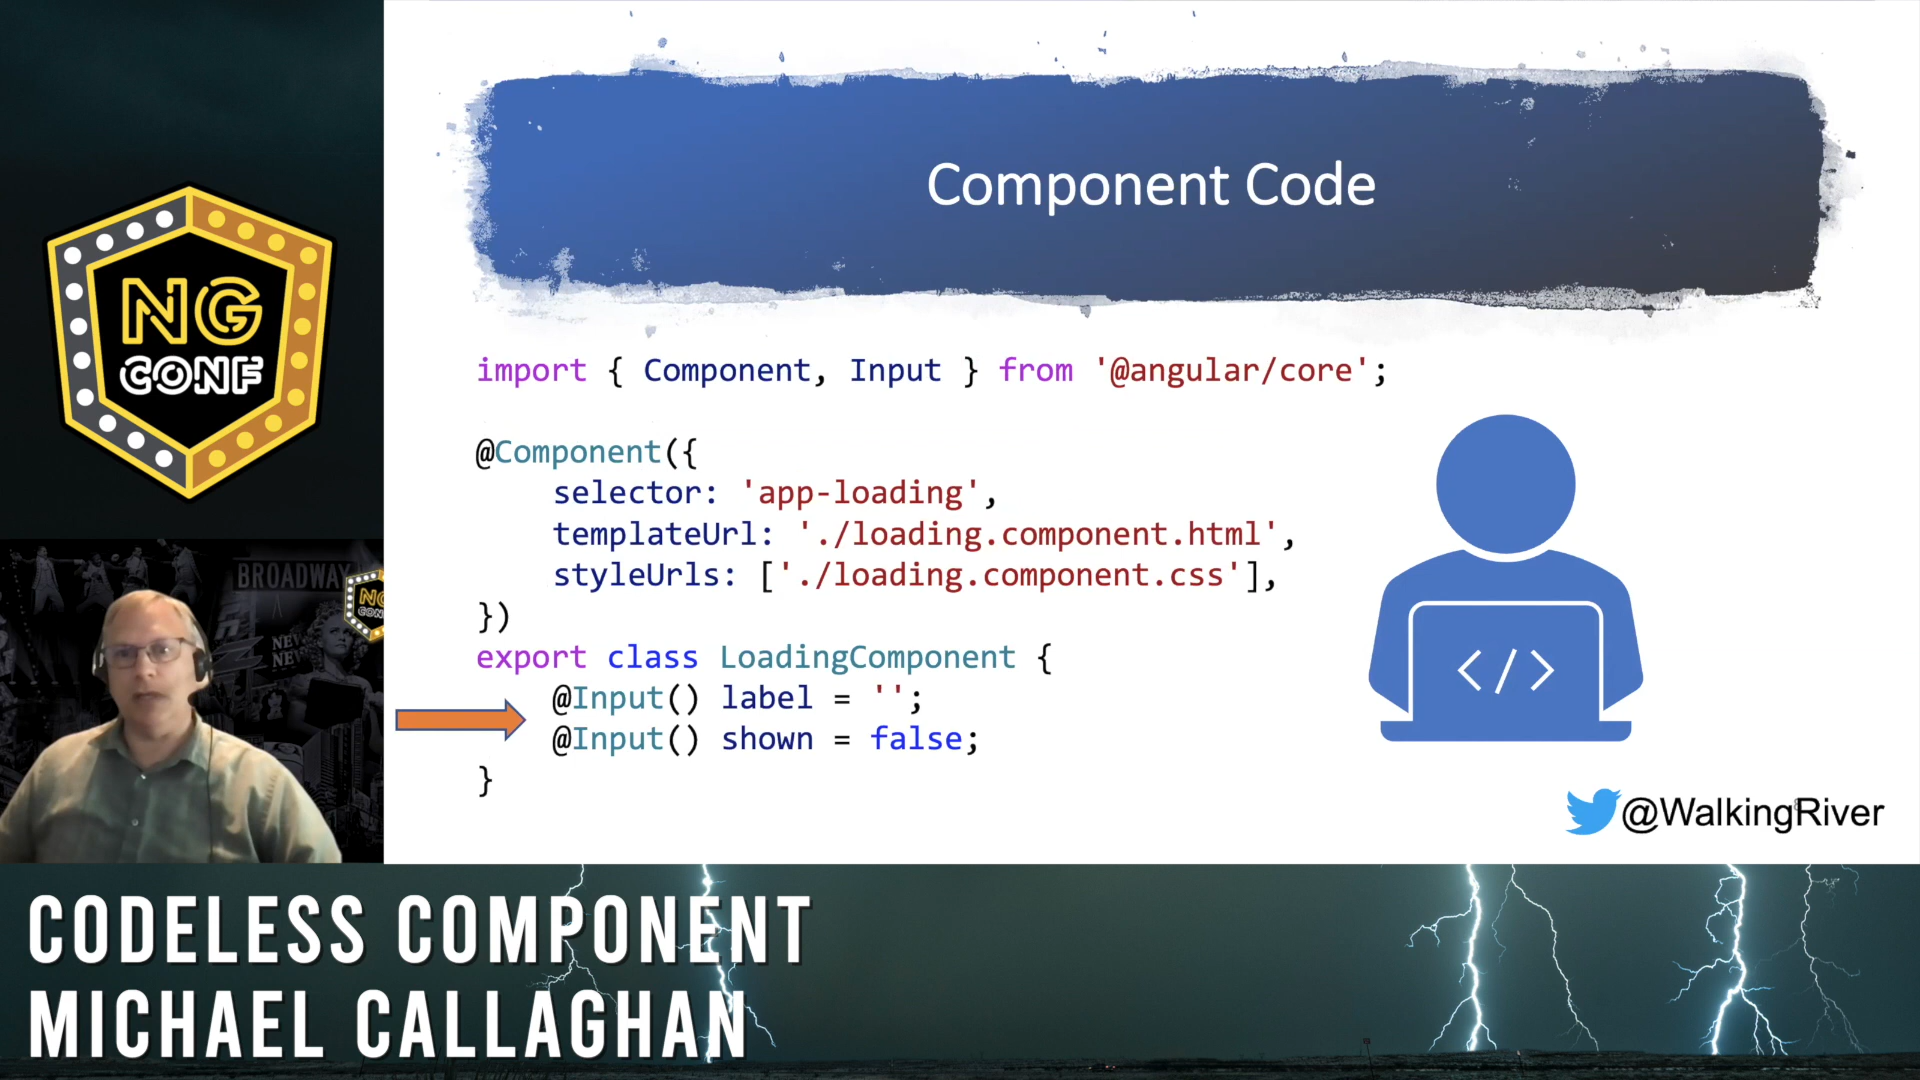 NG
CONF
BROADWAY
Component Code
import { Component, Input } from '@angular/core';
@Component({
selector: 'app-loading',
templateUrl: './loading.component.html',
styleUrls: ['./loading.component.css'],
})
export class LoadingComponent {
@Input() label = '';
@Input() shown = false;
}
</>
@WalkingRiver
CODELESS COMPONENT
MICHAEL CALLAGHAN